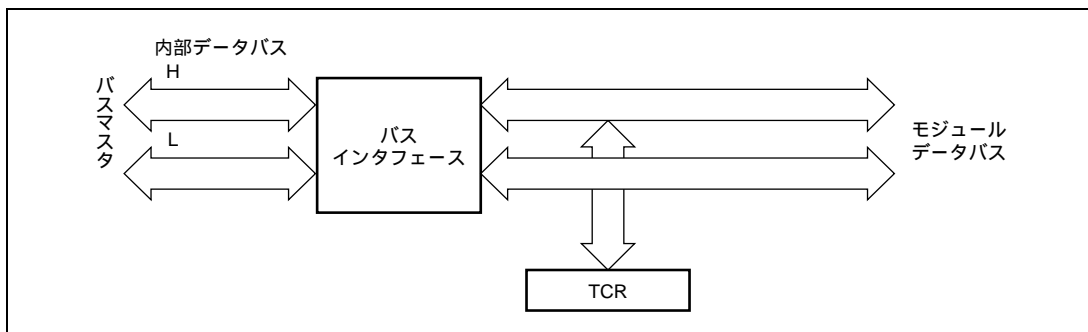 内部データバス
H
バスマスタ
L
バス
インタフェース
モジュール
データバス
TCR